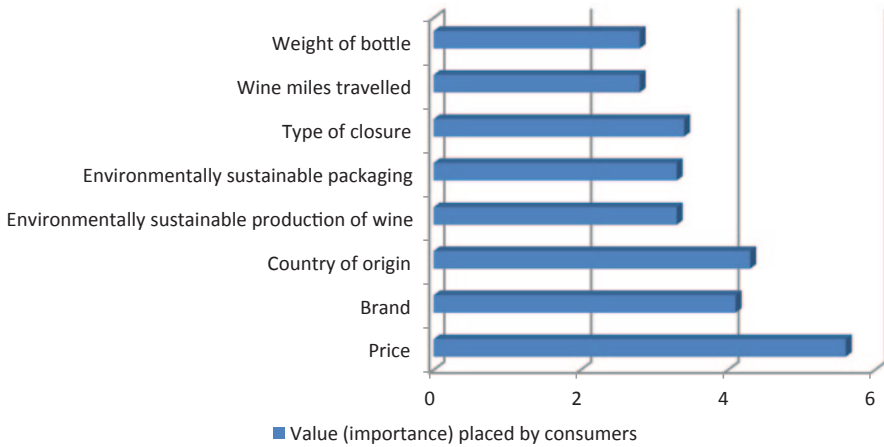 Weight of bottle
Wine miles travelled
Type of closure
Environmentally sustainable packaging
Environmentally sustainable production of wine
Country of origin
Brand
Price
0 2 4 6
Value (importance) placed by consumers